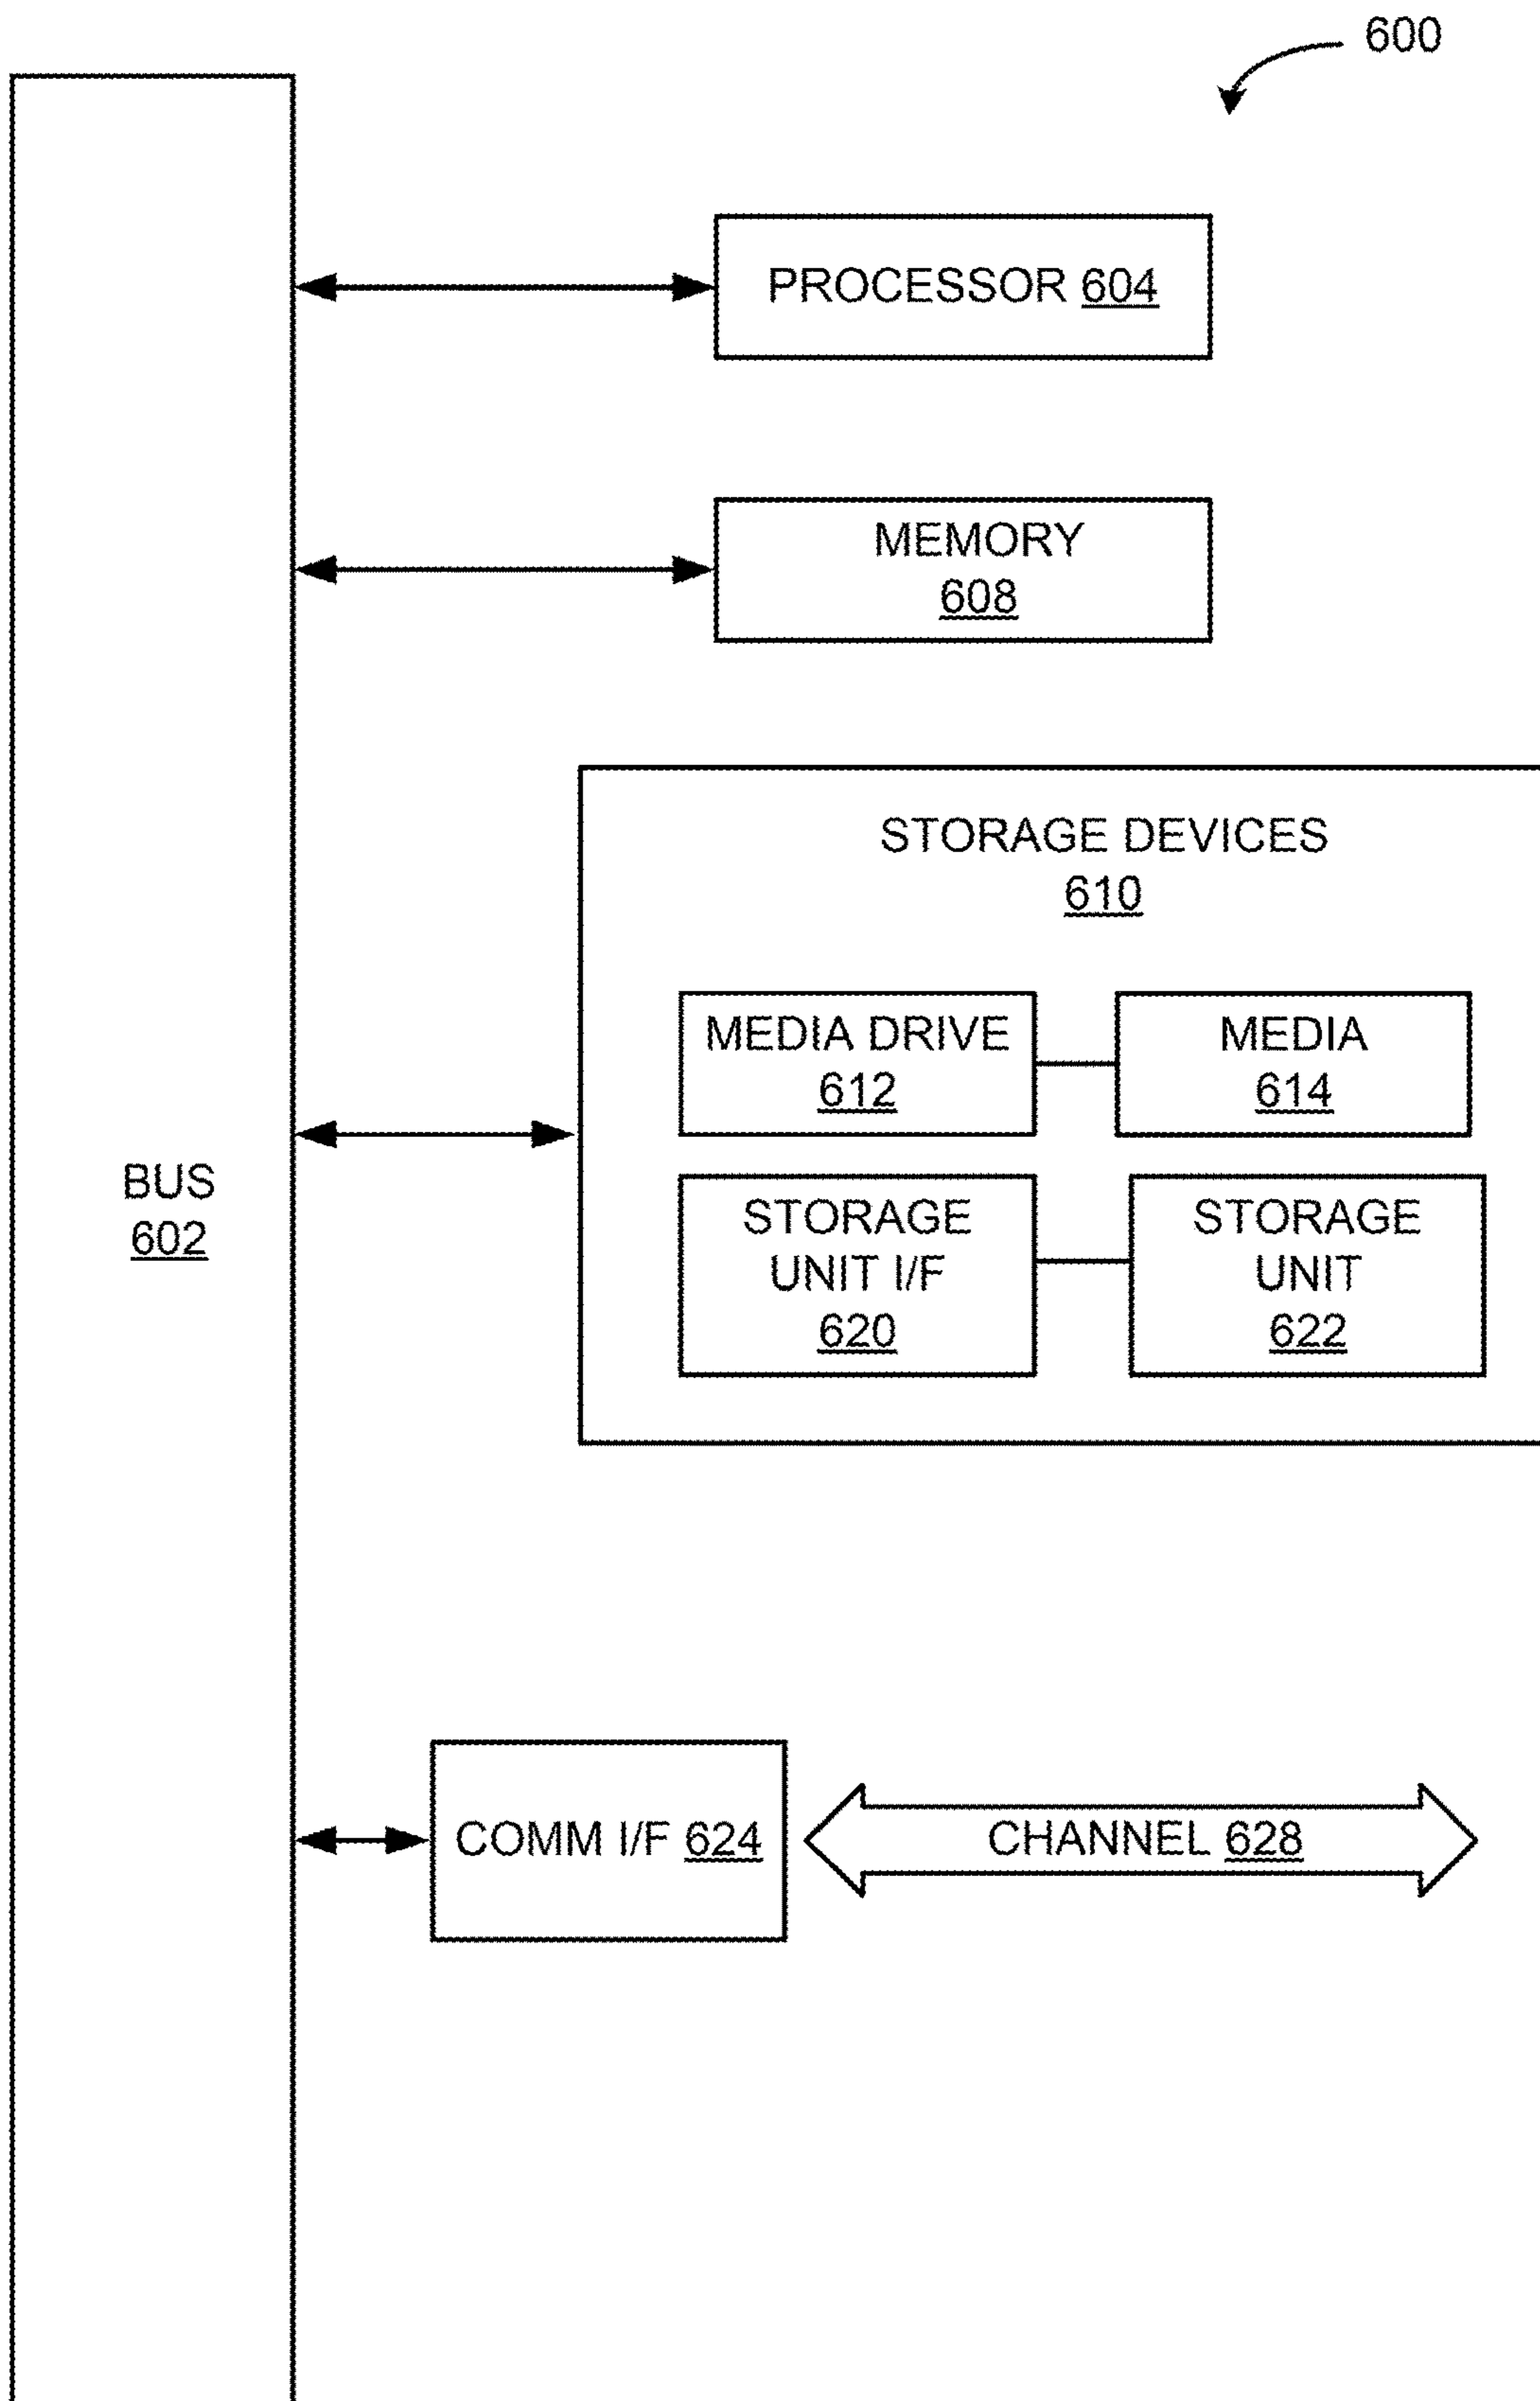 600
PROCESSOR 604
MEMORY
608
STORAGE DEVICES
610
MEDIA DRIVE
612
MEDIA
614
BUS
602
STORAGE
UNIT I/F
620
STORAGE
UNIT
622
COMM I/F 624
CHANNEL 628